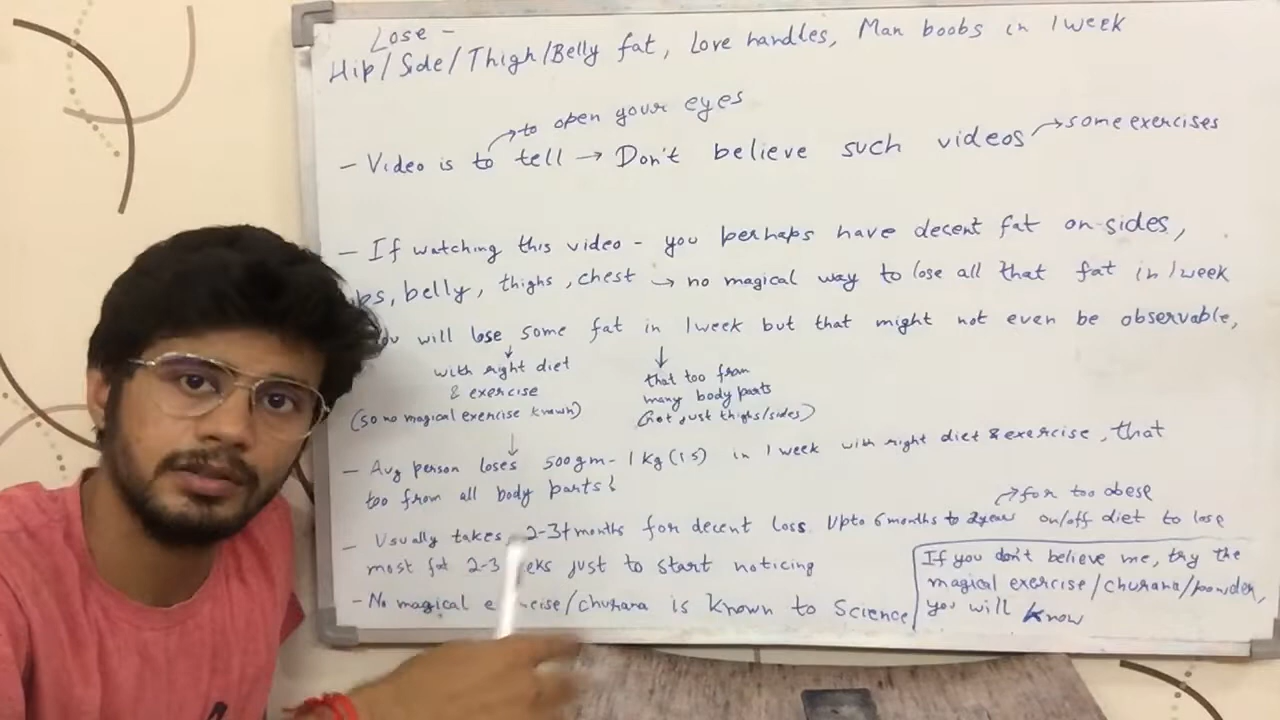 Lose -
Hip/Side/Thigh/Belly fat, Love handles, Man boobs in 1 week
→ to open your eyes
- Video is to tell → Don't believe such videos → some exercises
- If watching this video - you perhaps have decent fat on sides,
ps, belly, thighs, chest → no magical way to lose all that fat in 1 week
will lose some fat in 1 week but that might not even be observable,
with right diet
& exercise
(so no magical exercise known)
that too from
many body parts
(not just thighs/sides)
- Avg person loses 500gm - 1 Kg (1s) in 1 week with right diet & exercise, that
too from all body parts!
→ for too obese
- Usually takes 2-3+ months for decent loss. Upto 6 months to 2 year on/off diet to lose
most fat 2-3 eks just to start noticing
- No magical e cise/churana is known to Science
If you don't believe me, try the
magical exercise/churana/powder,
you will know